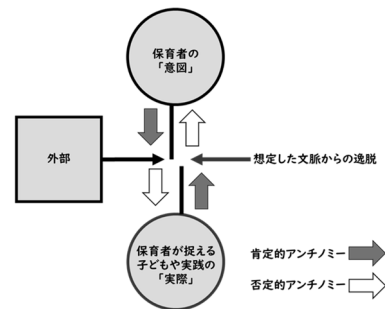 保育者の
「意図」
外部
想定した文脈からの逸脱
保育者が捉える
子どもや実践の
「実際」
肯定的アンチノミー
否定的アンチノミー